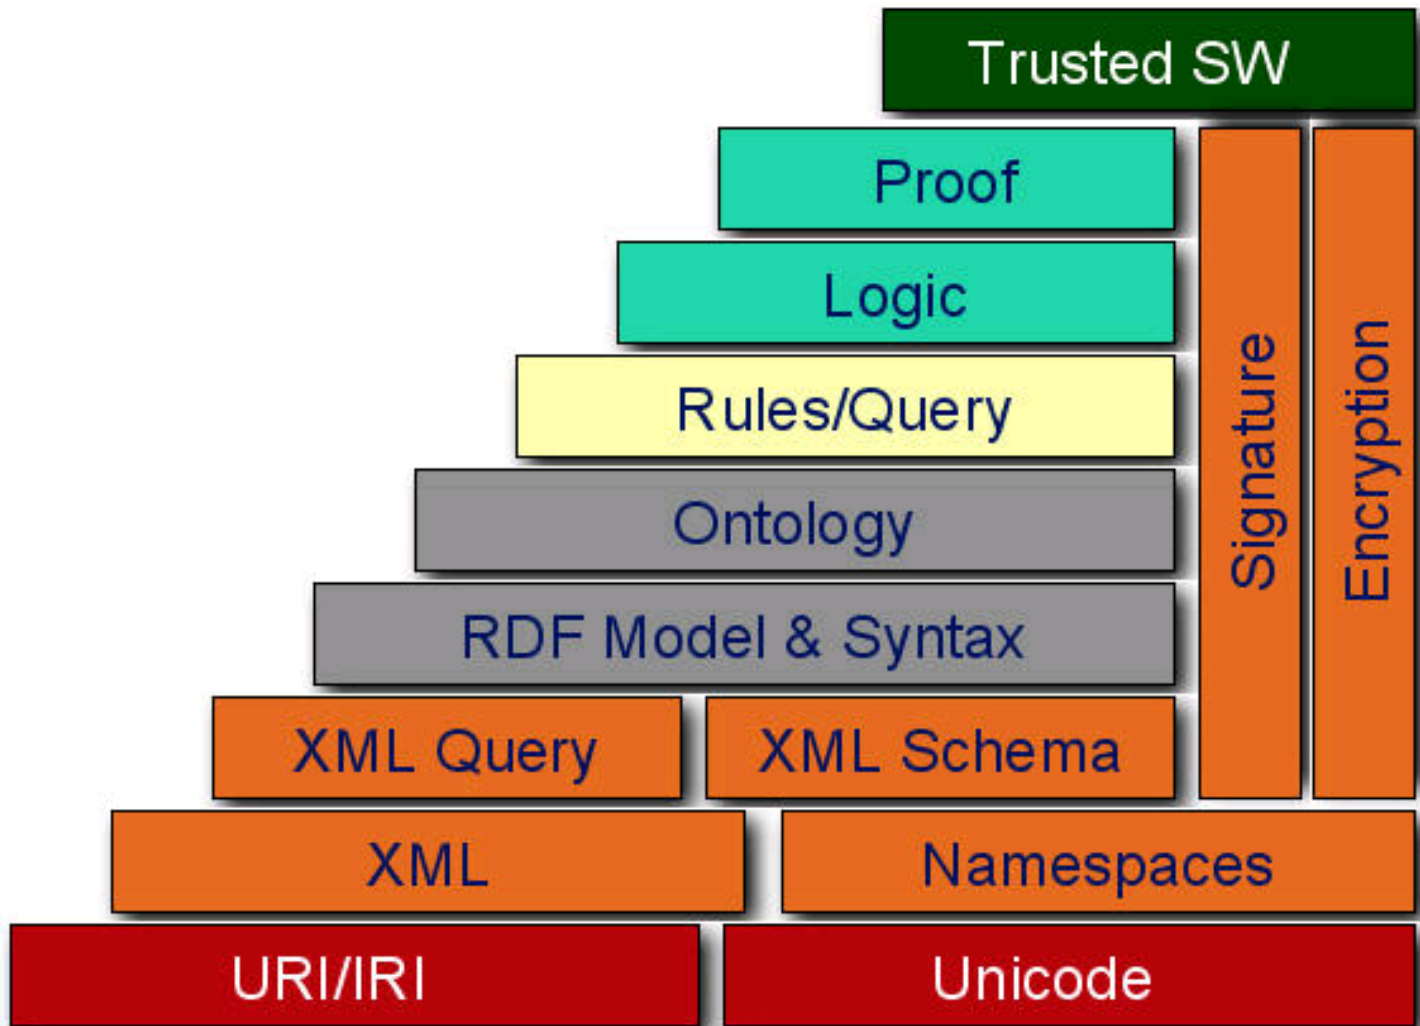 Trusted SW
Proof
Logic
Rules/Query
Ontology
RDF Model & Syntax
XML Query
XML Schema
Signature
Encryption
XML
Namespaces
URI/IRI
Unicode